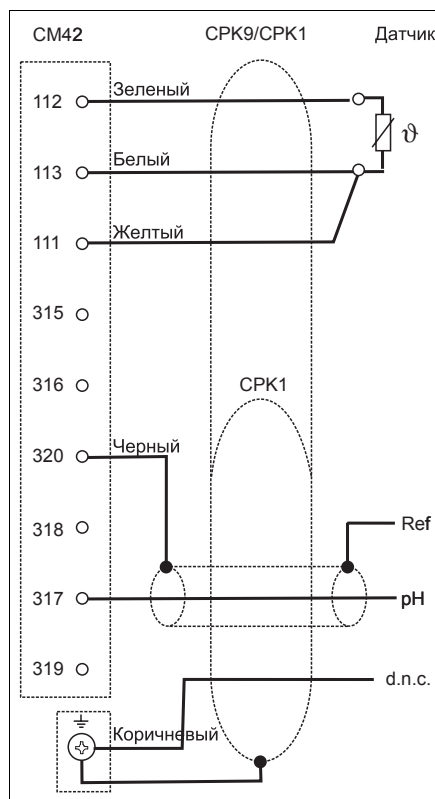 CM42 CPK9/CPK1 Датчик
112 Зеленый
ϑ
113 Белый
111 Желтый
315
316 CPK1
320 Черный
318 Ref
317 pH
319 d.n.c.
Коричневый